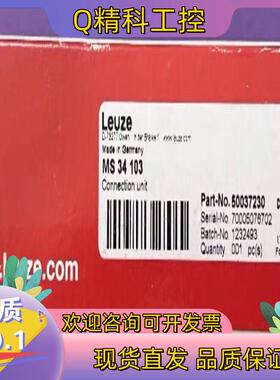 Q精科工控
Leuze
Made in Germany
MS 34 103
Connection unit
Part-No. 50037230
Serial-No. 70005076702
Batch-No. 1232493
Quantity 001 pc(s)
leuze.com
质
0.1
欢迎咨询可开发票
现货直发 品质保证